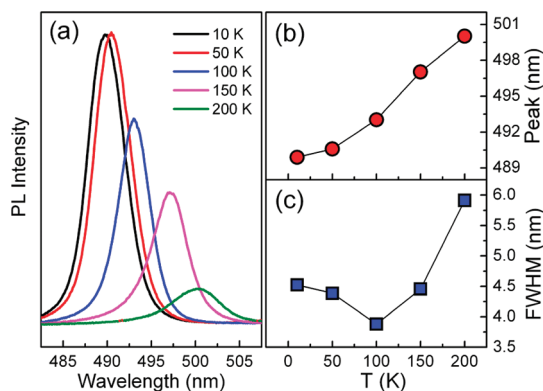 (a)
10 K
50 K
100 K
150 K
200 K
PL Intensity
485 490 495 500 505
Wavelength (nm)
(b)
501
498
495
492
489
Peak (nm)
(c)
6.0
5.5
5.0
4.5
4.0
3.5
FWHM (nm)
0 50 100 150 200
T (K)